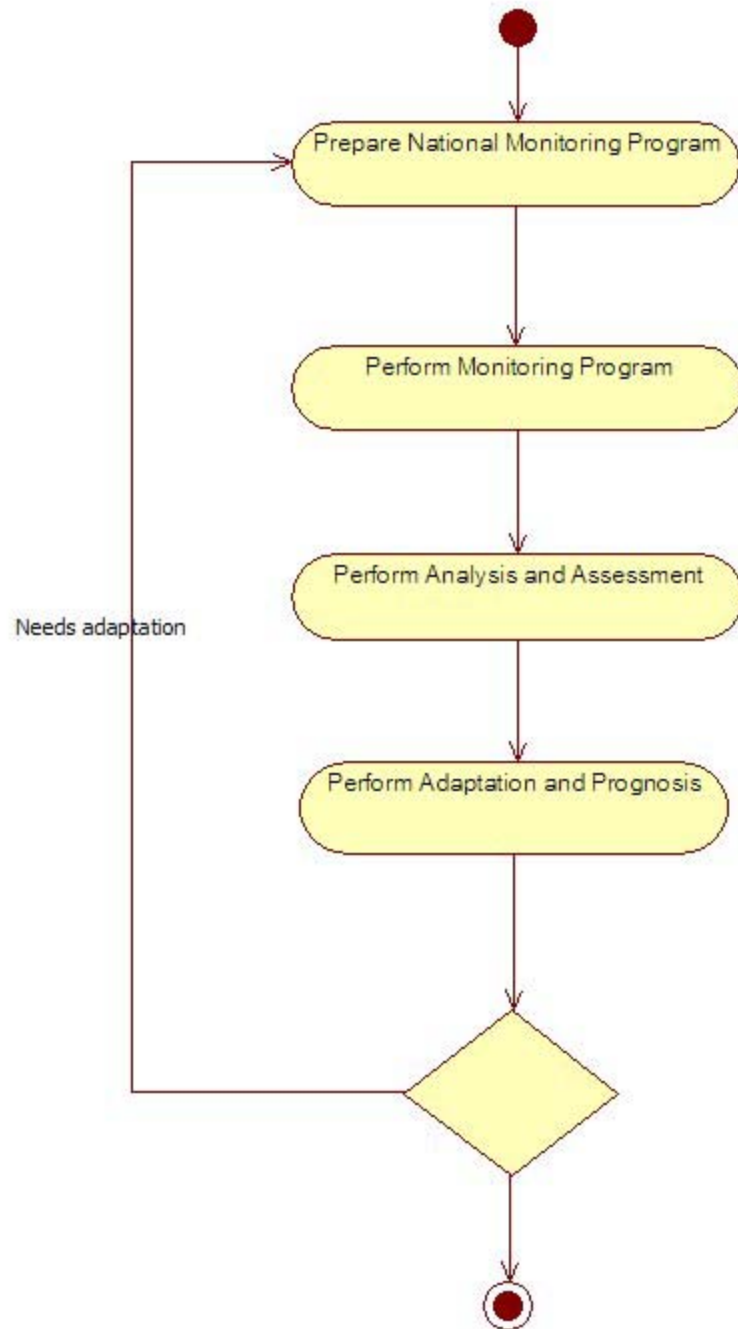 Prepare National Monitoring Program
Perform Monitoring Program
Perform Analysis and Assessment
Needs adaptation
Perform Adaptation and Prognosis